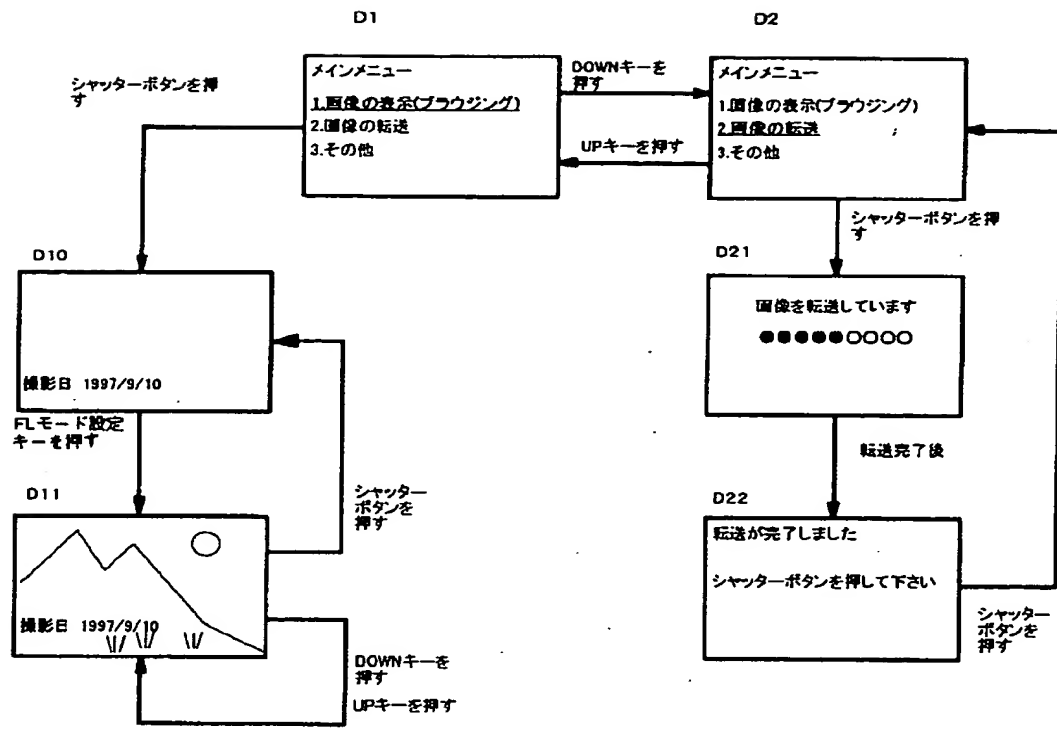 D1
D2
シャッターボタンを押
す
メインメニュー
1.画像の表示(ブラウジング)
2.画像の転送
3.その他
DOWNキーを
押す
UPキーを押す
メインメニュー
1.画像の表示(ブラウジング)
2.画像の転送
3.その他
シャッターボタンを押
す
D10
撮影日 1997/9/10
FLモード設定
キーを押す
D21
画像を転送しています
転送完了後
D11
撮影日 1997/9/10
シャッター
ボタンを
押す
DOWNキーを
押す
UPキーを押す
D22
転送が完了しました
シャッターボタンを押して下さい
シャッター
ボタンを
押す